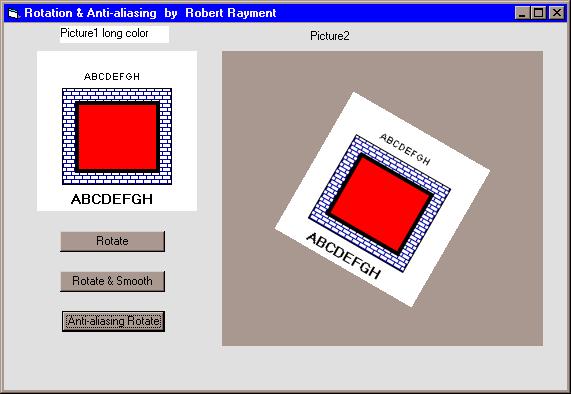 Rotation & Anti-aliasing by Robert Rayment
Picture1 long color
Picture2
ABCDEFGH
ABCDEFGH
ABCDEFGH
ABCDEFGH
Rotate
Rotate & Smooth
Anti-aliasing Rotate